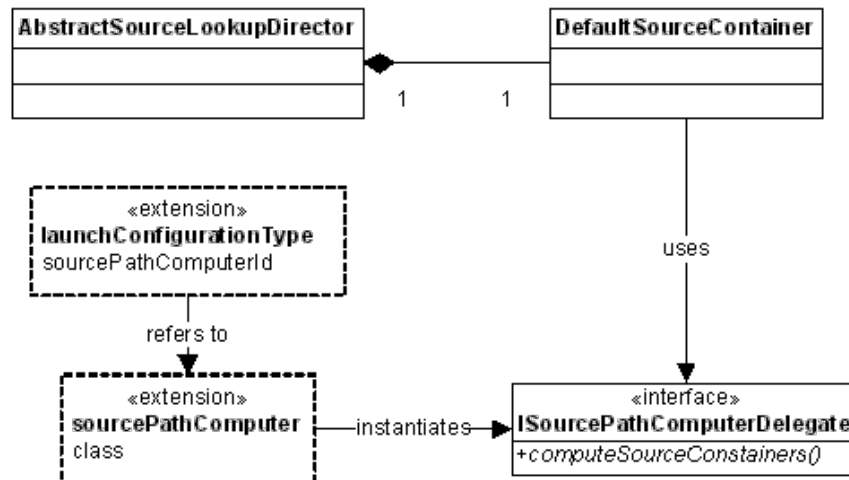 AbstractSourceLookupDirector
DefaultSourceContainer
1
1
«extension»
launchConfigurationType
sourcePathComputerId
uses
refers to
«extension»
sourcePathComputer
class
instantiates
«interface»
ISourcePathComputerDelegate
+computeSourceConstainers()